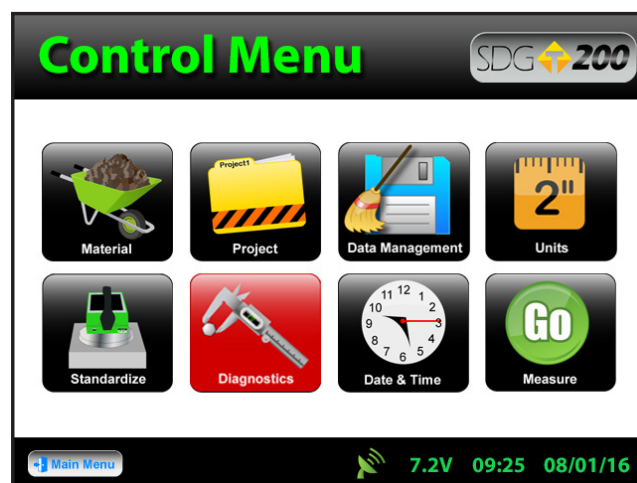 Control Menu
SDG 200
Project1
2"
Material
Project
Data Management
Units
12
11 1
10 2
9 3
8 4
7 6 5
Go
Standardize
Diagnostics
Date & Time
Measure
Main Menu
7.2V 09:25 08/01/16